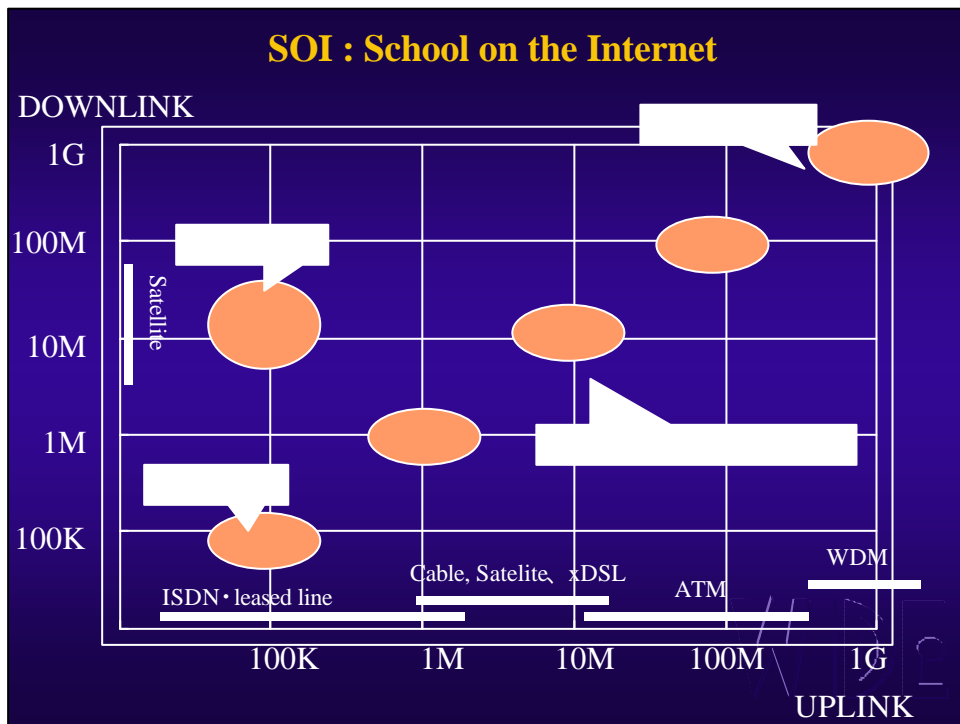 SOI : School on the Internet
DOWNLINK
1G
100M
Satellite
10M
1M
100K
WDM
Cable, Satelite、xDSL
ISDN・leased line
ATM
WIDE
100K 1M 10M 100M 1G
UPLINK